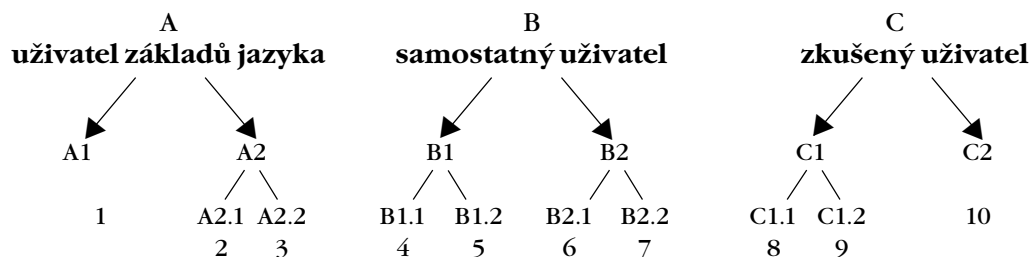 A B C
uživatel základů jazyka samostatný uživatel zkušený uživatel
A1 A2 B1 B2 C1 C2
1 A2.1 A2.2 B1.1 B1.2 B2.1 B2.2 C1.1 C1.2 10
2 3 4 5 6 7 8 9